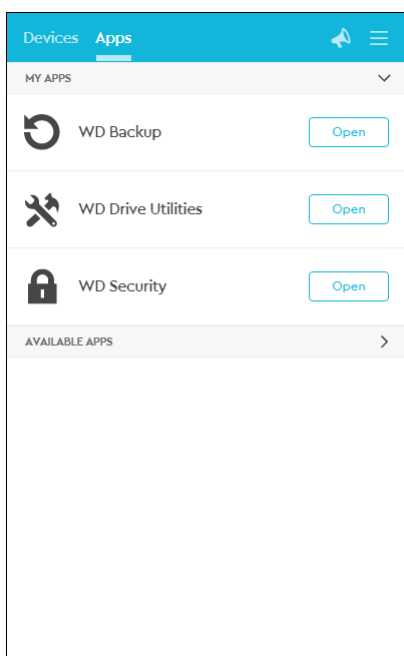 Devices Apps
MY APPS
WD Backup Open
WD Drive Utilities Open
WD Security Open
AVAILABLE APPS